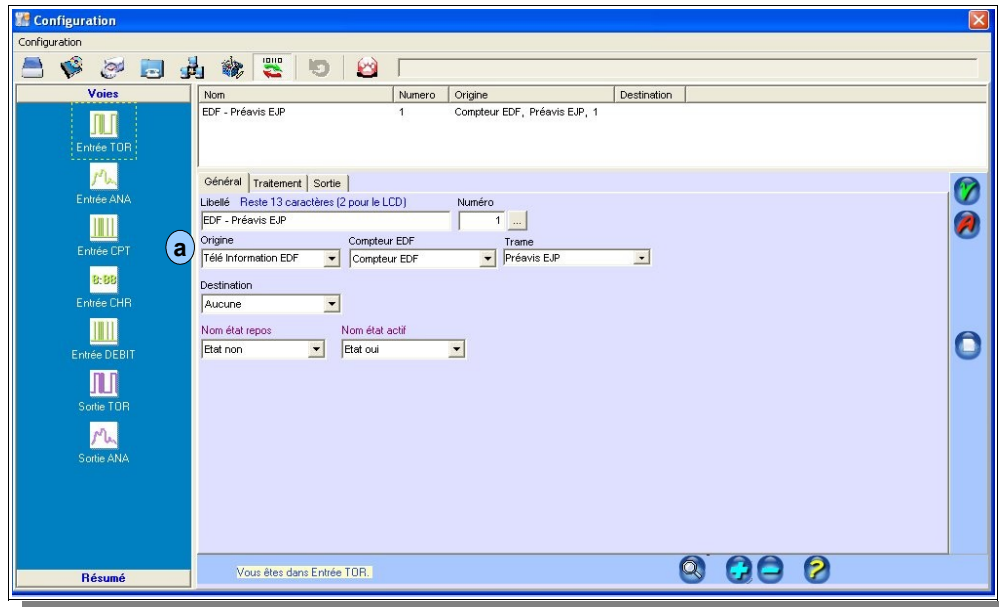 Configuration
Configuration
10110
Voies
Entrée TOR
Entrée ANA
Entrée CPT
8:88
Entrée CHR
Entrée DEBIT
Sortie TOR
Sortie ANA
Résumé
Nom Numero Origine Destination
EDF - Préavis EJP 1 Compteur EDF, Préavis EJP, 1
Général Traitement Sortie
Libellé Reste 13 caractères (2 pour le LCD) Numéro
EDF - Préavis EJP 1 ...
a
Origine Compteur EDF Trame
Télé Information EDF Compteur EDF Préavis EJP
Destination
Aucune
Nom état repos Nom état actif
Etat non Etat oui
Vous êtes dans Entrée TOR.